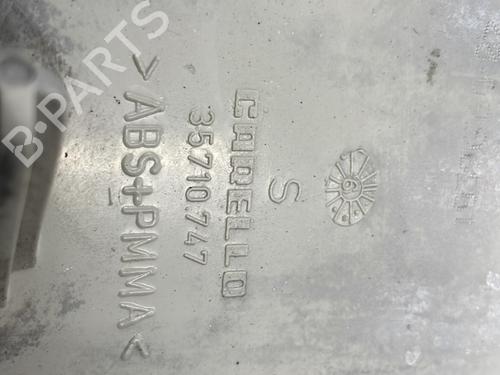 CARELLO
35710747
>ABS+PMMA<
S
B-PARTS